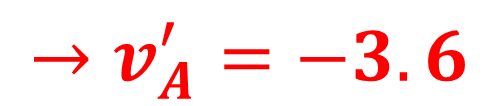 → v′_A = −3.6